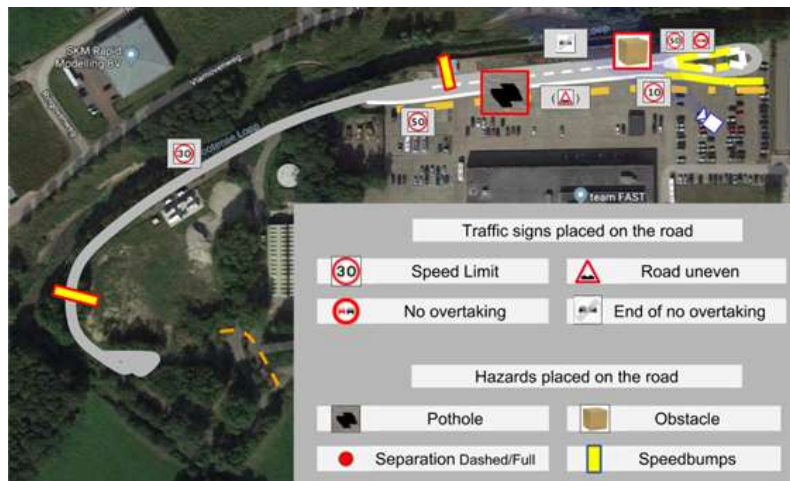 SKM Rapid
Modelling BV
Vlamovenweg
50
50
10
(50)
30
team FAST
Traffic signs placed on the road
30
Speed Limit
Road uneven
No overtaking
End of no overtaking
Hazards placed on the road
Pothole
Obstacle
Separation Dashed/Full
Speedbumps